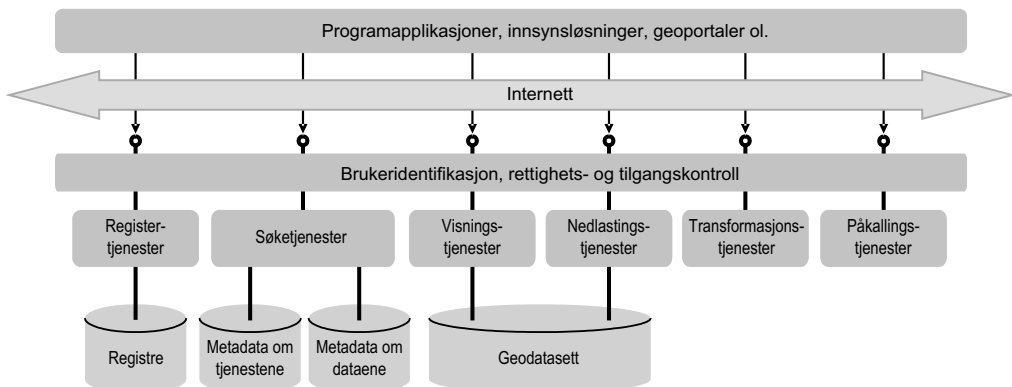 Programapplikasjoner, innsynsløsninger, geoportaler ol.
Internett
Brukeridentifikasjon, rettighets- og tilgangskontroll
Register-
tjenester
Søketjenester
Visnings-
tjenester
Nedlastings-
tjenester
Transformasjons-
tjenester
Påkallings-
tjenester
Registre
Metadata om
tjenestene
Metadata om
dataene
Geodatasett